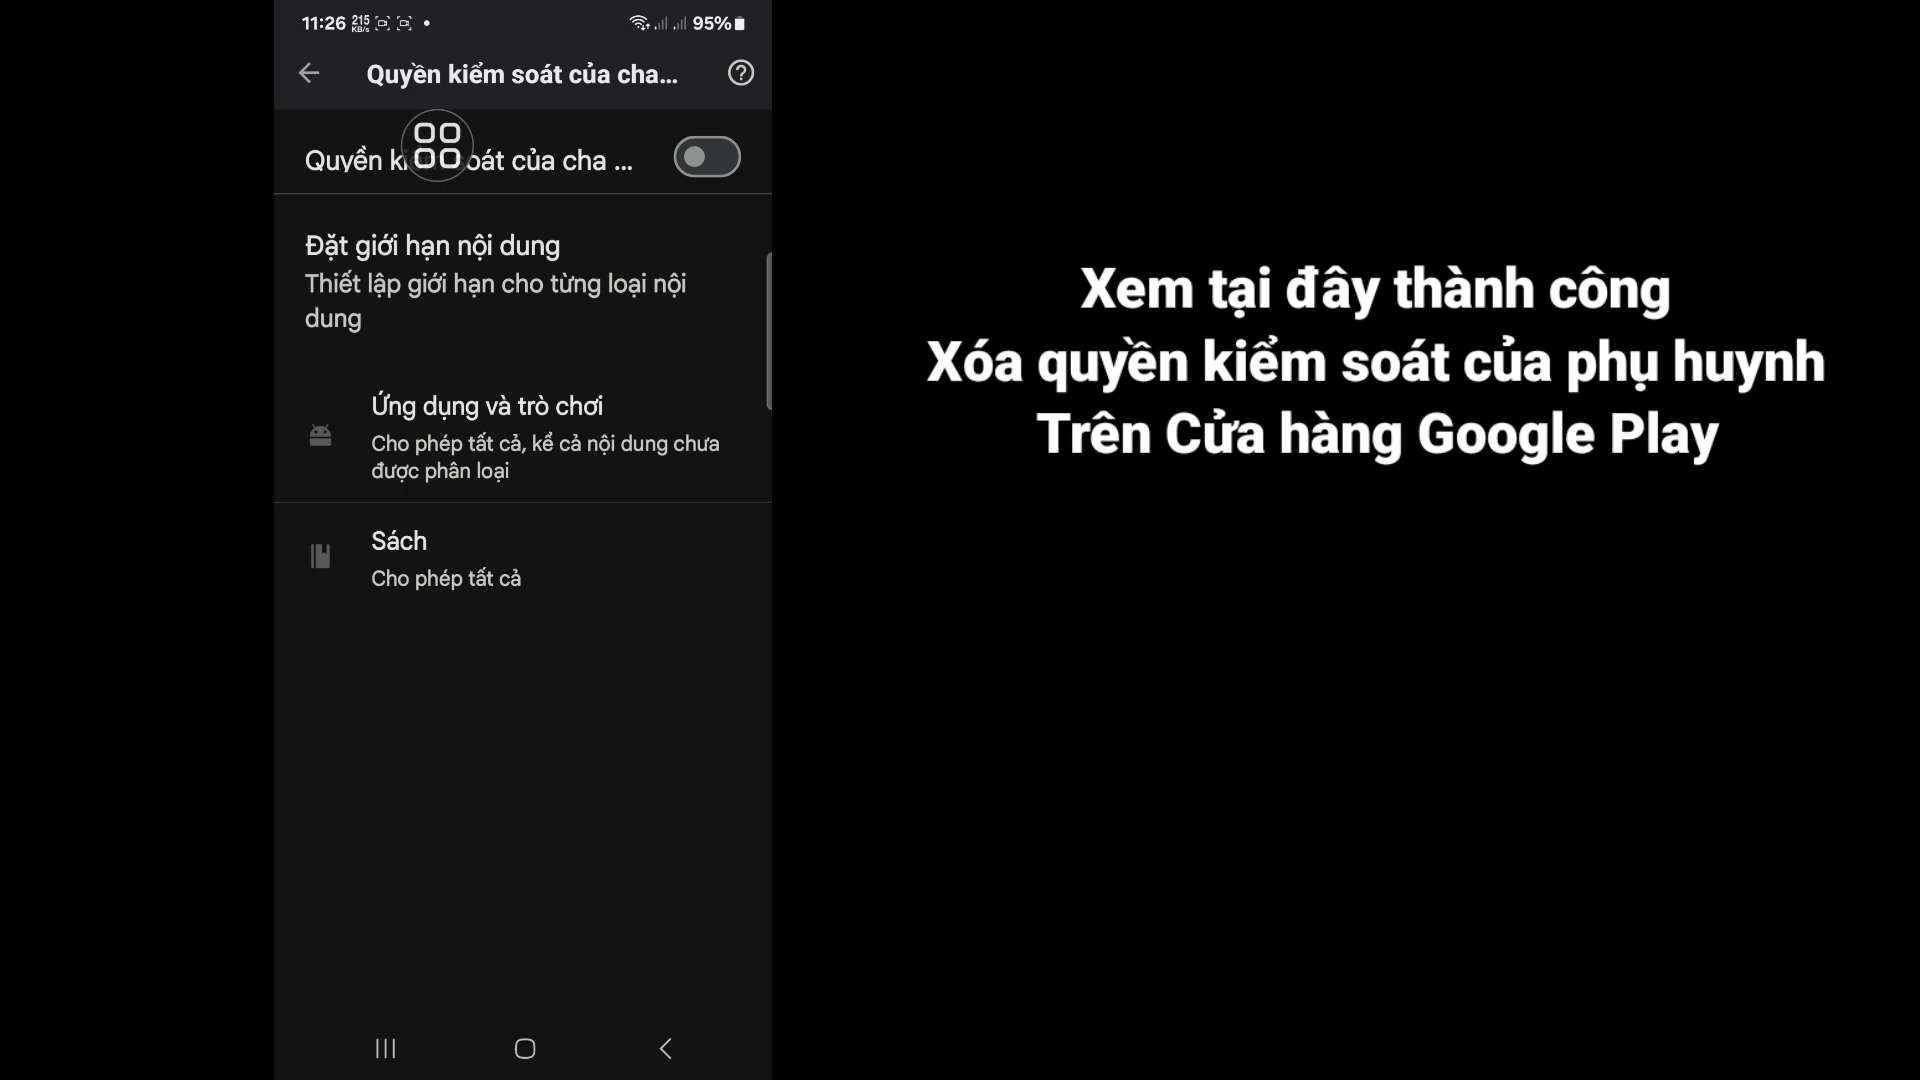 11:26 215 KB/s 95%
Quyền kiểm soát của cha...
Quyền soát của cha ...
Đặt giới hạn nội dung
Thiết lập giới hạn cho từng loại nội
dung
Ứng dụng và trò chơi
Cho phép tất cả, kể cả nội dung chưa
được phân loại
Sách
Cho phép tất cả
Xem tại đây thành công
Xóa quyền kiểm soát của phụ huynh
Trên Cửa hàng Google Play